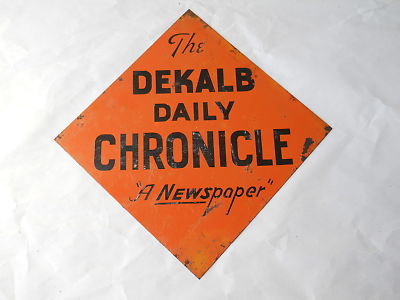 The
DEKALB
DAILY
CHRONICLE!
"A NEWSpaper"